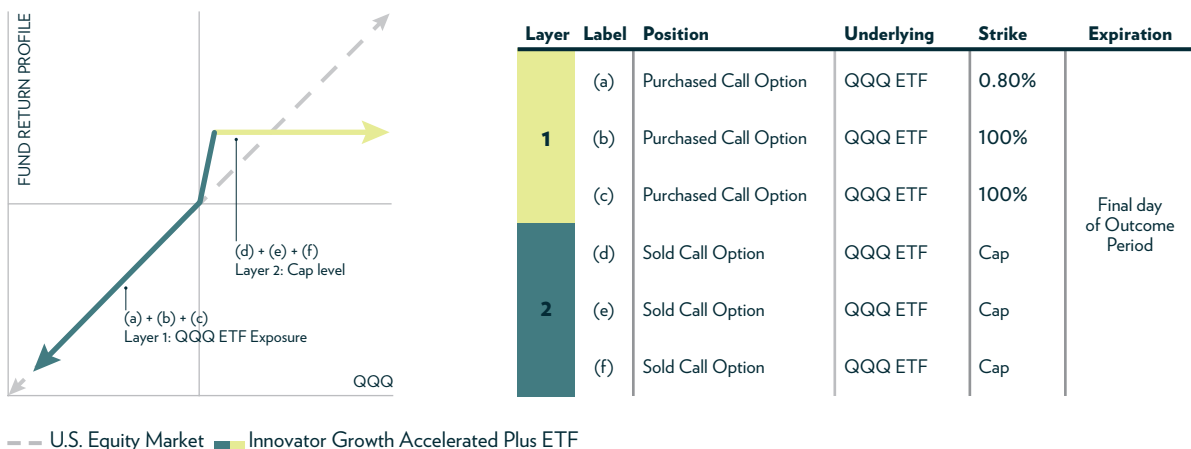 FUND RETURN PROFILE
(d) + (e) + (f)
Layer 2: Cap level
(a) + (b) + (c)
Layer 1: QQQ ETF Exposure
QQQ
U.S. Equity Market Innovator Growth Accelerated Plus ETF
Layer Label Position Underlying Strike Expiration
1
(a) Purchased Call Option QQQ ETF 0.80%
(b) Purchased Call Option QQQ ETF 100%
(c) Purchased Call Option QQQ ETF 100%
2
(d) Sold Call Option QQQ ETF Cap
(e) Sold Call Option QQQ ETF Cap
(f) Sold Call Option QQQ ETF Cap
Final day
of Outcome
Period